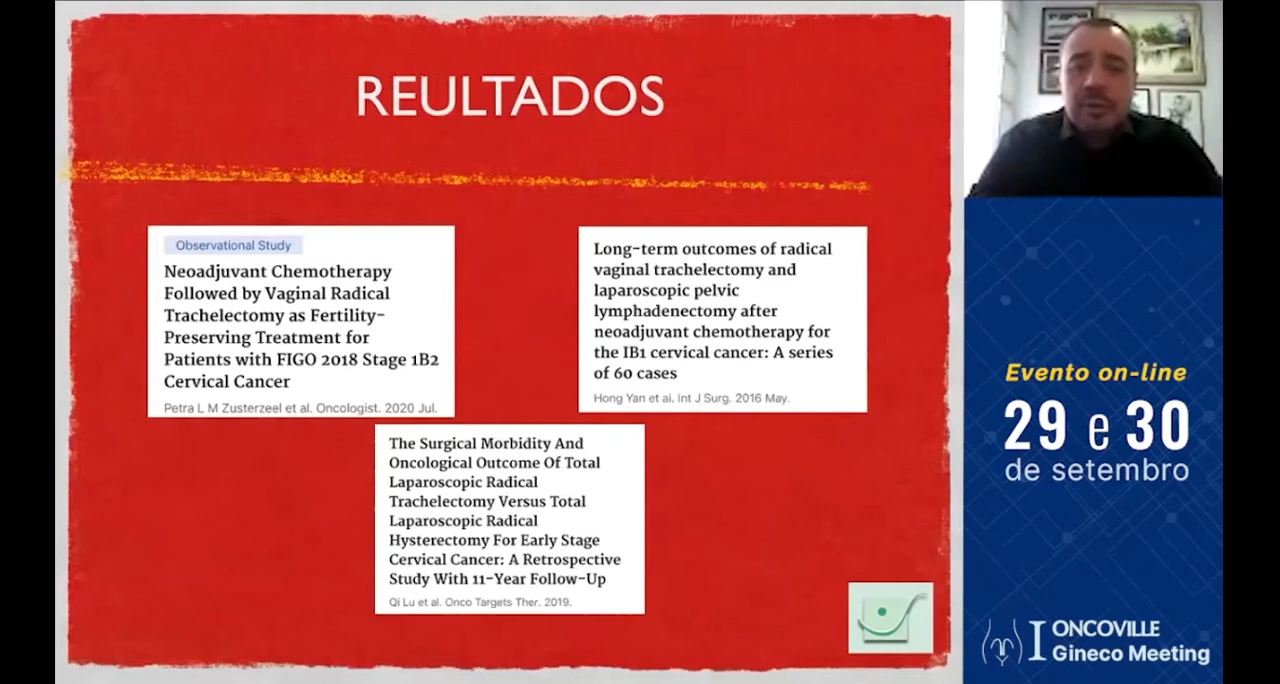 REULTADOS
Observational Study
Neoadjuvant Chemotherapy
Followed by Vaginal Radical
Trachelectomy as Fertility-
Preserving Treatment for
Patients with FIGO 2018 Stage 1B2
Cervical Cancer
Petra L M Zusterzeel et al. Oncologist. 2020 Jul.
Long-term outcomes of radical
vaginal trachelectomy and
laparoscopic pelvic
lymphadenectomy after
neoadjuvant chemotherapy for
the IB1 cervical cancer: A series
of 60 cases
Hong Yan et al. Int J Surg. 2016 May.
The Surgical Morbidity And
Oncological Outcome Of Total
Laparoscopic Radical
Trachelectomy Versus Total
Laparoscopic Radical
Hysterectomy For Early Stage
Cervical Cancer: A Retrospective
Study With 11-Year Follow-Up
Qi Lu et al. Onco Targets Ther. 2019.
Evento on-line
29 e 30
de setembro
I ONCOVILLE
Gineco Meeting